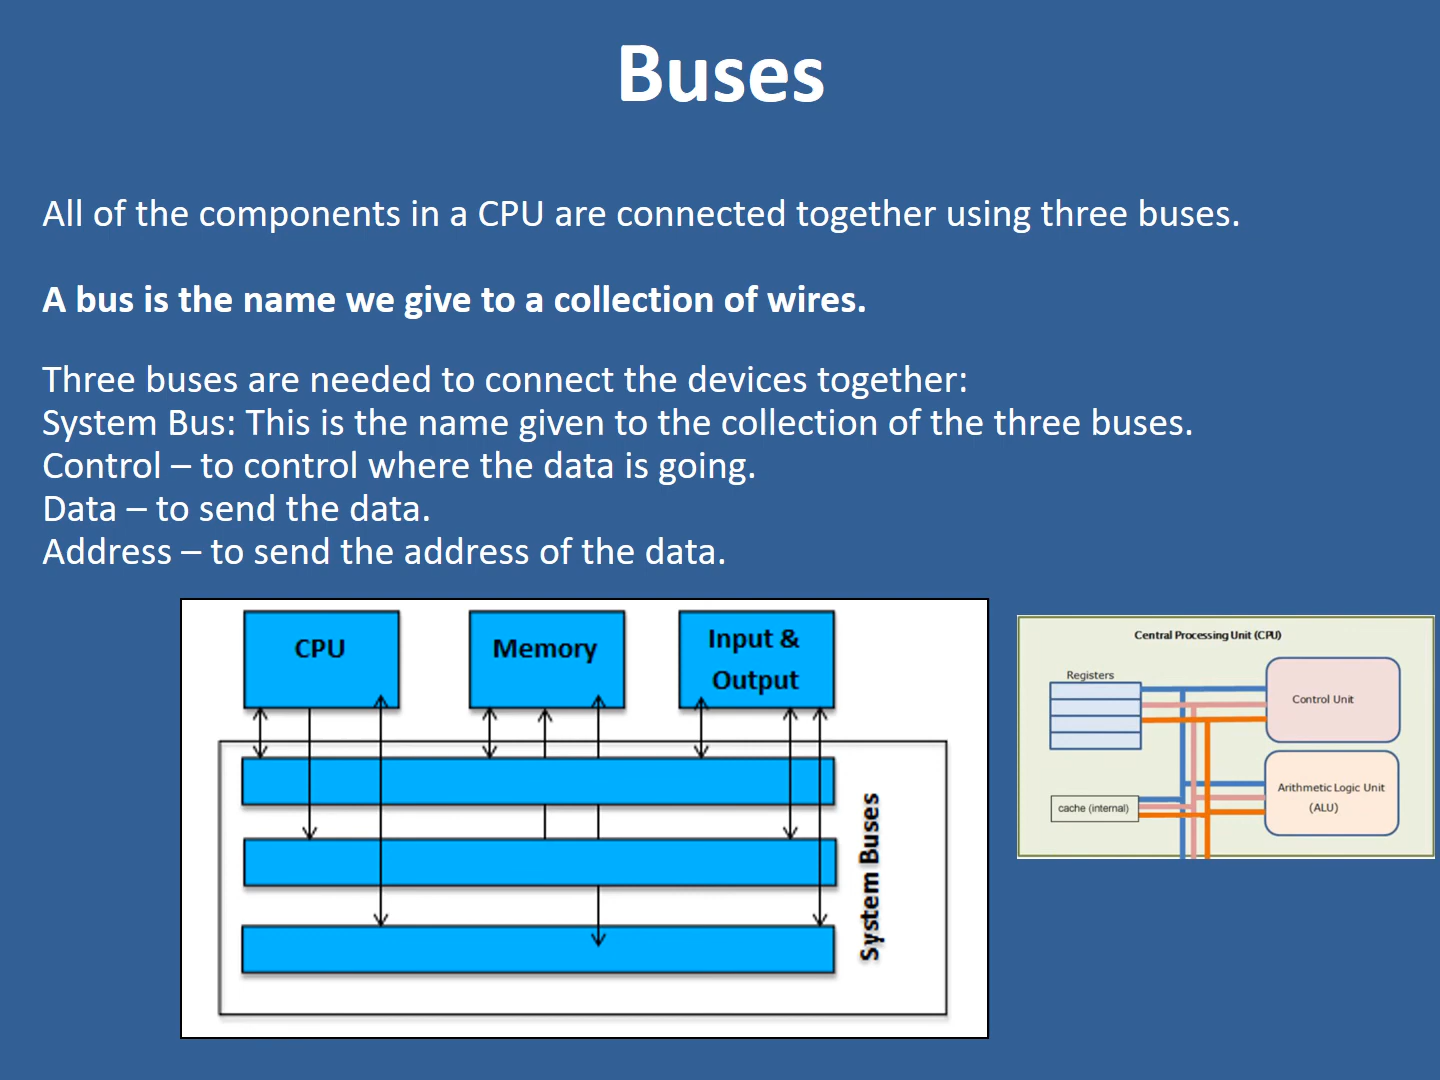 Buses
All of the components in a CPU are connected together using three buses.
A bus is the name we give to a collection of wires.
Three buses are needed to connect the devices together:
System Bus: This is the name given to the collection of the three buses.
Control – to control where the data is going.
Data – to send the data.
Address – to send the address of the data.
CPU
Memory
Input &
Output
System Buses
Central Processing Unit (CPU)
Registers
Control Unit
Arithmetic Logic Unit
(ALU)
cache (internal)